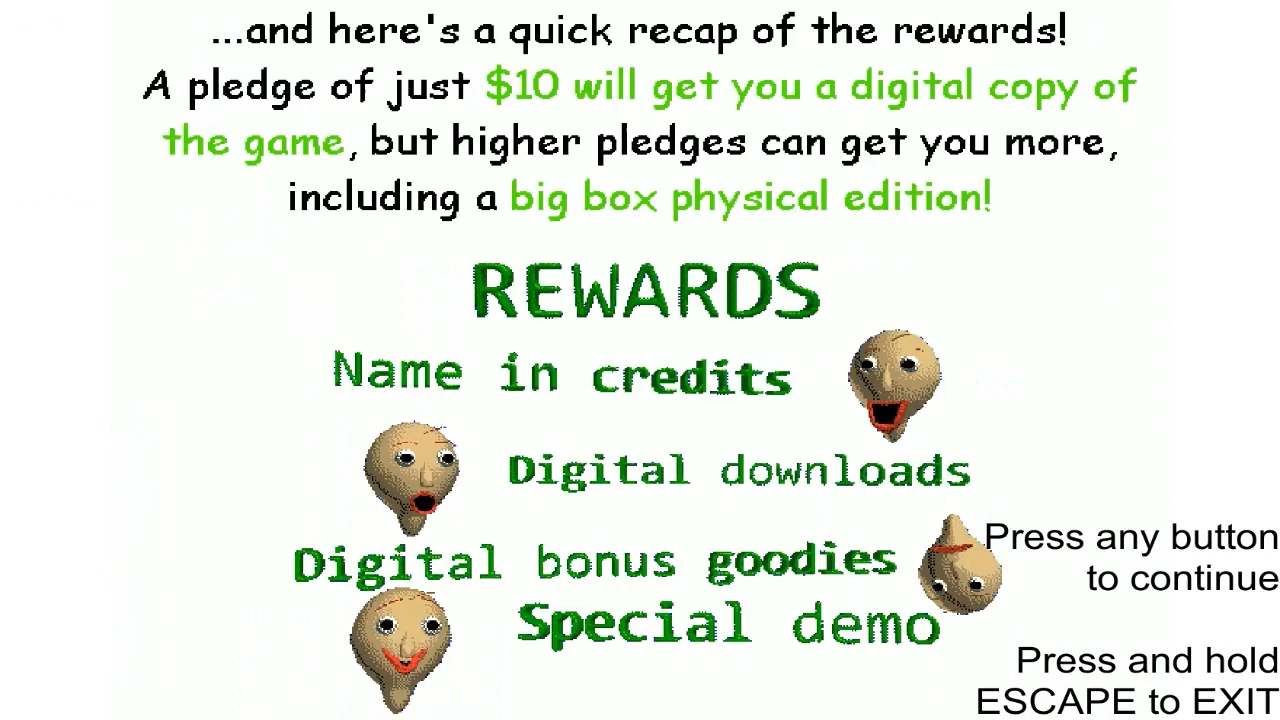 ...and here's a quick recap of the rewards!
A pledge of just $10 will get you a digital copy of
the game, but higher pledges can get you more,
including a big box physical edition!
REWARDS
Name in credits
Digital downloads
Digital bonus goodies
Special demo
Press any button
to continue
Press and hold
ESCAPE to EXIT